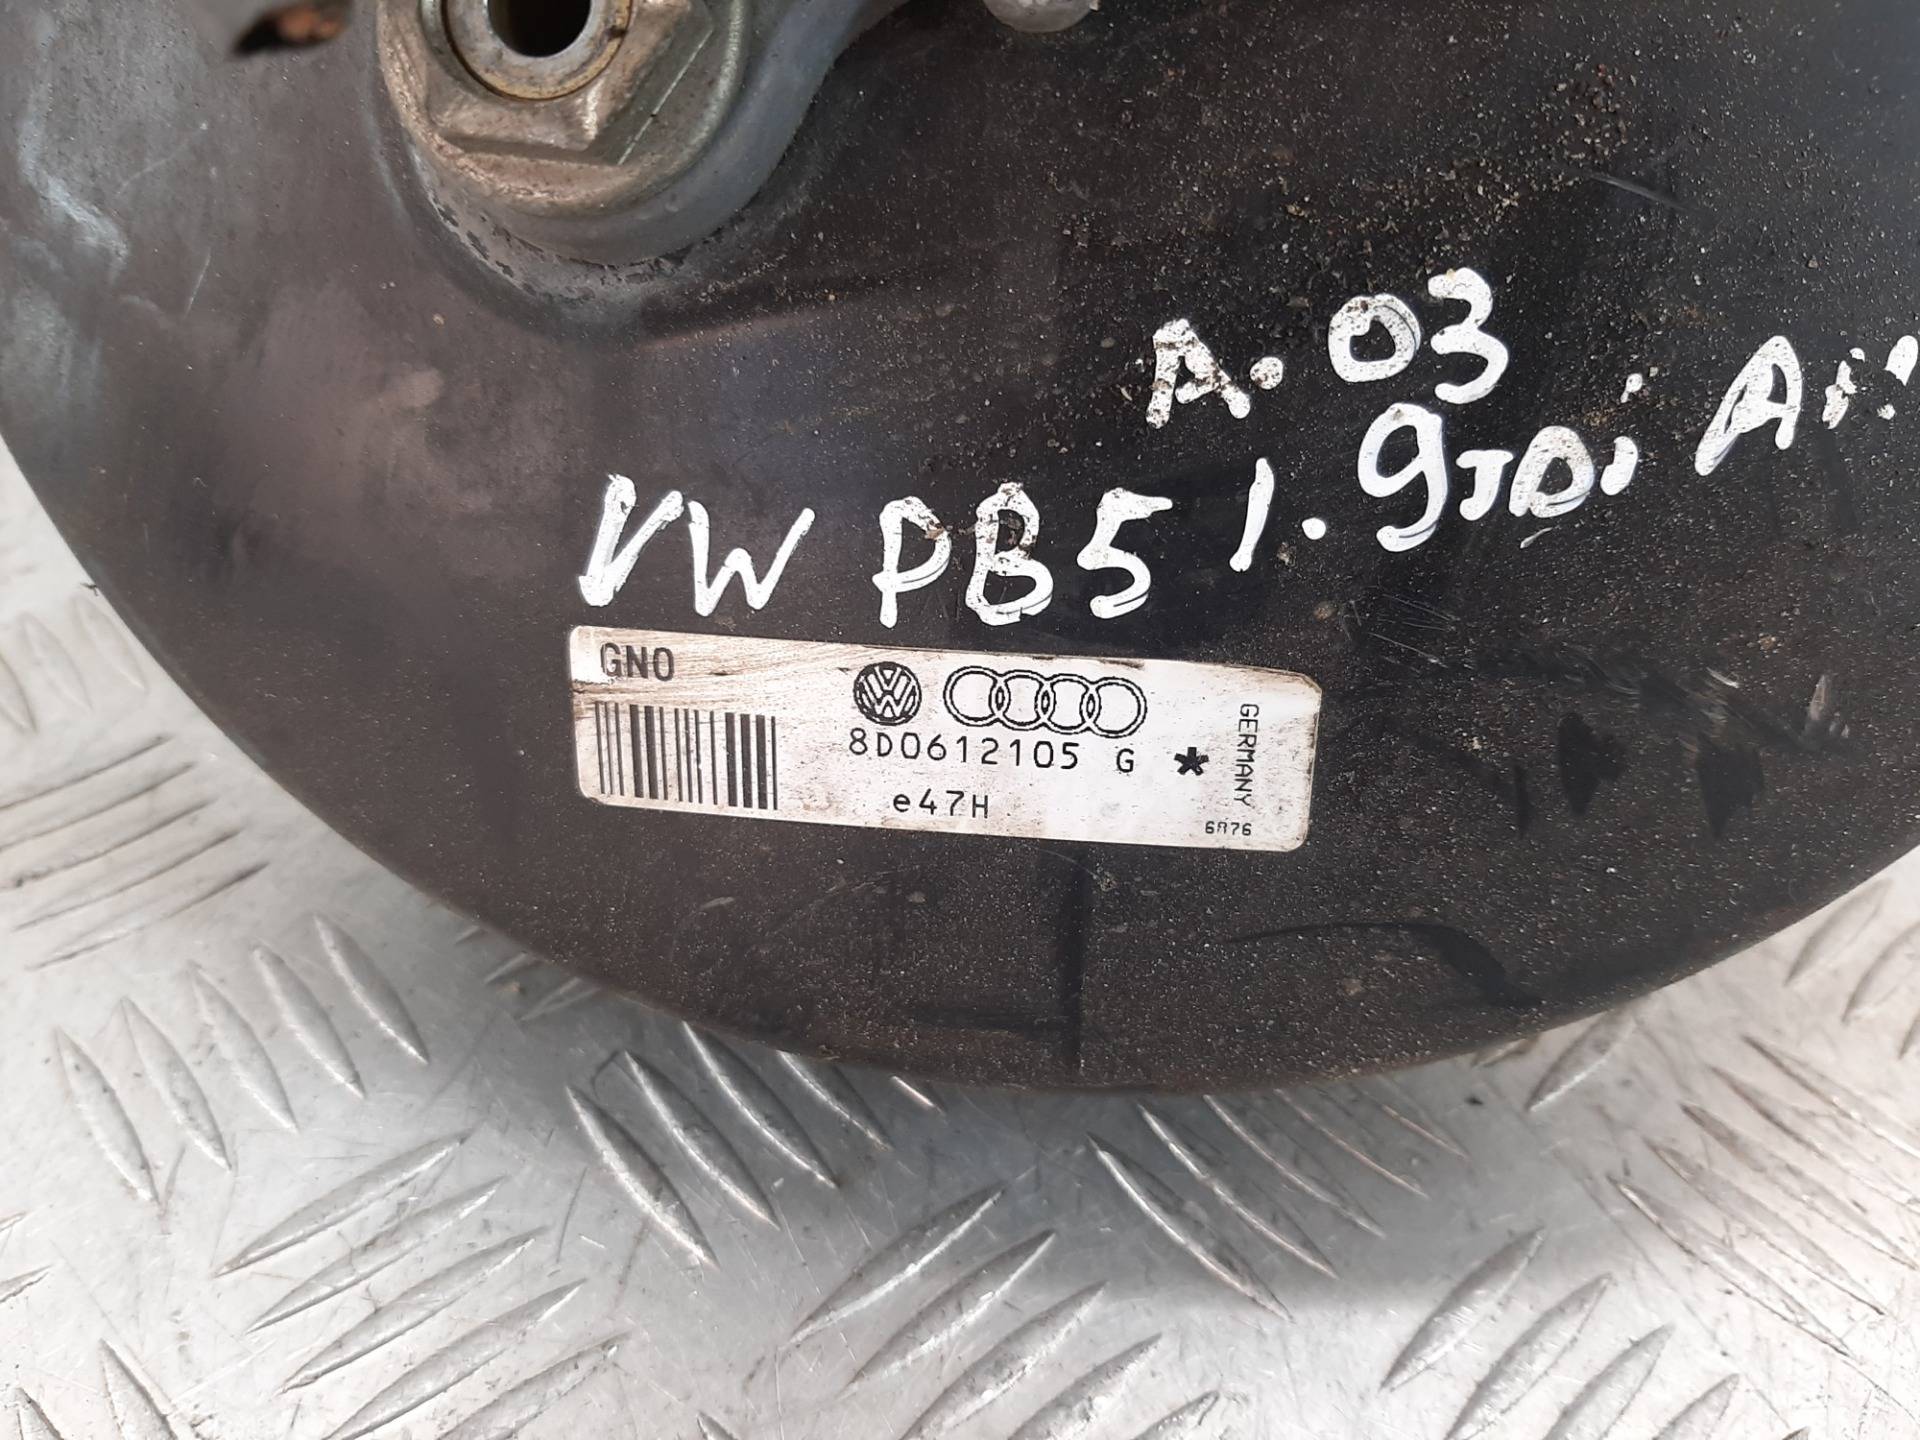 A. 03
VW PB5 1.9TDi
GNO
8D0612105 G *
e47H
GERMANY